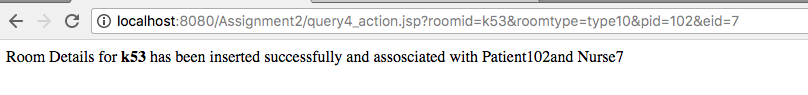 localhost:8080/Assignment2/query4_action.jsp?roomid=k53&roomtype=type10&pid=102&eid=7
Room Details for k53 has been inserted successfully and assosciated with Patient102and Nurse7